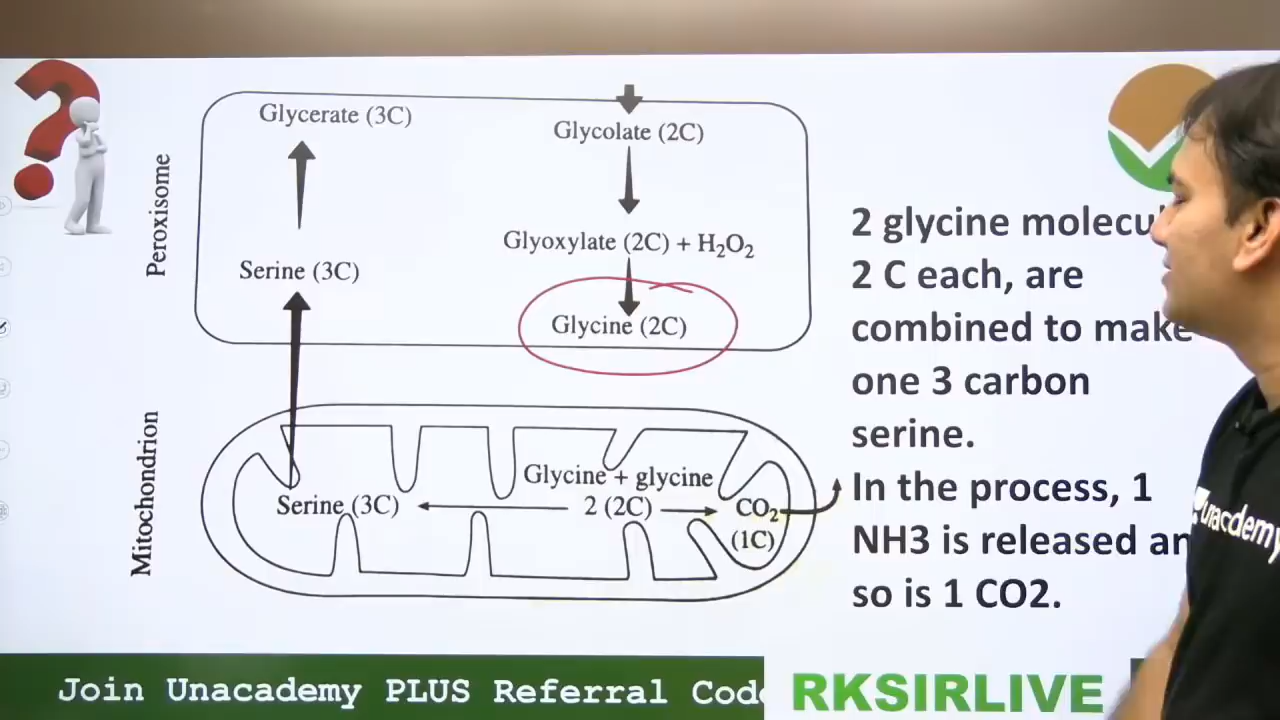 Glycerate (3C)
Glycolate (2C)
Peroxisome
Glyoxylate (2C) + H₂O₂
Serine (3C)
Glycine (2C)
Mitochondrion
Glycine + glycine
Serine (3C)
2 (2C)
CO₂
(1C)
2 glycine
2 C each, are
combined to make
one 3 carbon
serine.
In the process, 1
NH3 is released
so is 1 CO2.
unacdemy
Join Unacademy PLUS Referral Code
RKSIRLIVE